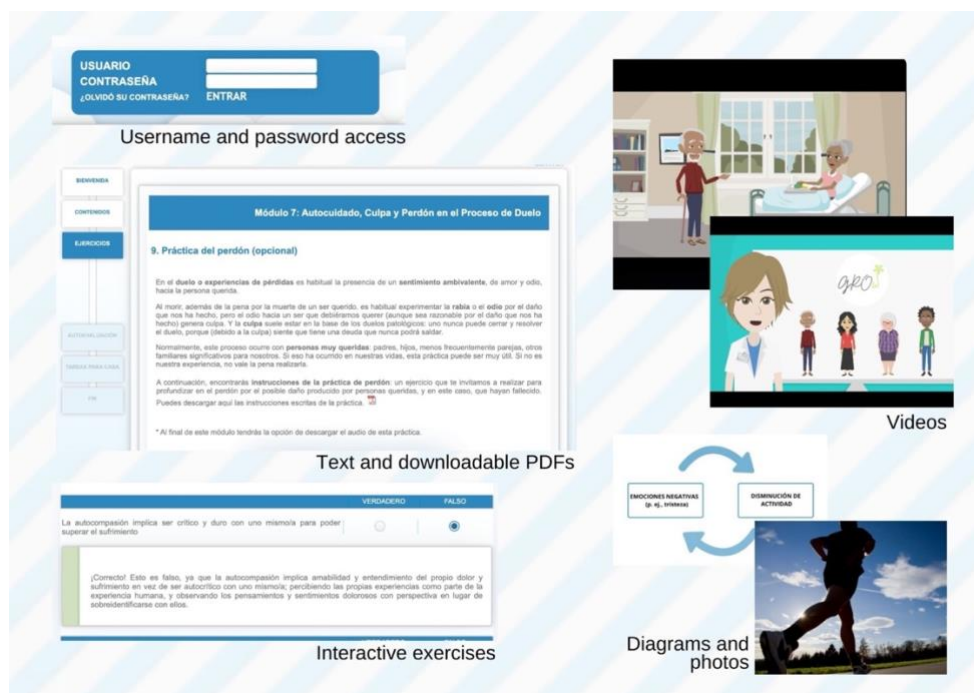 USUARIO
CONTRASEÑA
¿OLVIDÓ SU CONTRASEÑA? ENTRAR
Username and password access
BIENVENIDA
CONTENIDOS
EJERCICIOS
AUTOEVALUACIÓN
TAREAS PARA CASA
FIN
Módulo 7: Autocuidado, Culpa y Perdón en el Proceso de Duelo
9. Práctica del perdón (opcional)
En el duelo o experiencias de pérdidas es habitual la presencia de un sentimiento ambivalente, de amor y odio,
hacia la persona querida.
Al morir, además de la pena por la muerte de un ser querido, es habitual experimentar la rabia o el odio por el daño
que nos ha hecho, pero el odio hacia un ser que debiéramos querer (aunque sea razonable por el daño que nos ha
hecho) genera culpa. Y la culpa suele estar en la base de los duelos patológicos: uno nunca puede cerrar y resolver
el duelo, porque (debido a la culpa) siente que tiene una deuda que nunca podrá saldar.
Normalmente, este proceso ocurre con personas muy queridas: padres, hijos, menos frecuentemente parejas, otros
familiares significativos para nosotros. Si eso ha ocurrido en nuestras vidas, esta práctica puede ser muy útil. Si no es
nuestra experiencia, no vale la pena realizarla.
A continuación, encontrarás instrucciones de la práctica de perdón: un ejercicio que te invitamos a realizar para
profundizar en el perdón por el posible daño producido por personas queridas, y en este caso, que hayan fallecido.
Puedes descargar aquí las instrucciones escritas de la práctica.
* Al final de este módulo tendrás la opción de descargar el audio de esta práctica.
Text and downloadable PDFs
VERDADERO FALSO
La autocompasión implica ser crítico y duro con uno mismo/a para poder
superar el sufrimiento
¡Correcto! Esto es falso, ya que la autocompasión implica amabilidad y entendimiento del propio dolor y
sufrimiento en vez de ser autocrítico con uno mismo/a; percibiendo las propias experiencias como parte de la
experiencia humana, y observando los pensamientos y sentimientos dolorosos con perspectiva en lugar de
sobreidentificarse con ellos.
VERDADERO FALSO
Interactive exercises
GRO
Videos
EMOCIONES NEGATIVAS
(p. ej., tristeza)
DISMINUCIÓN DE
ACTIVIDAD
Diagrams and
photos